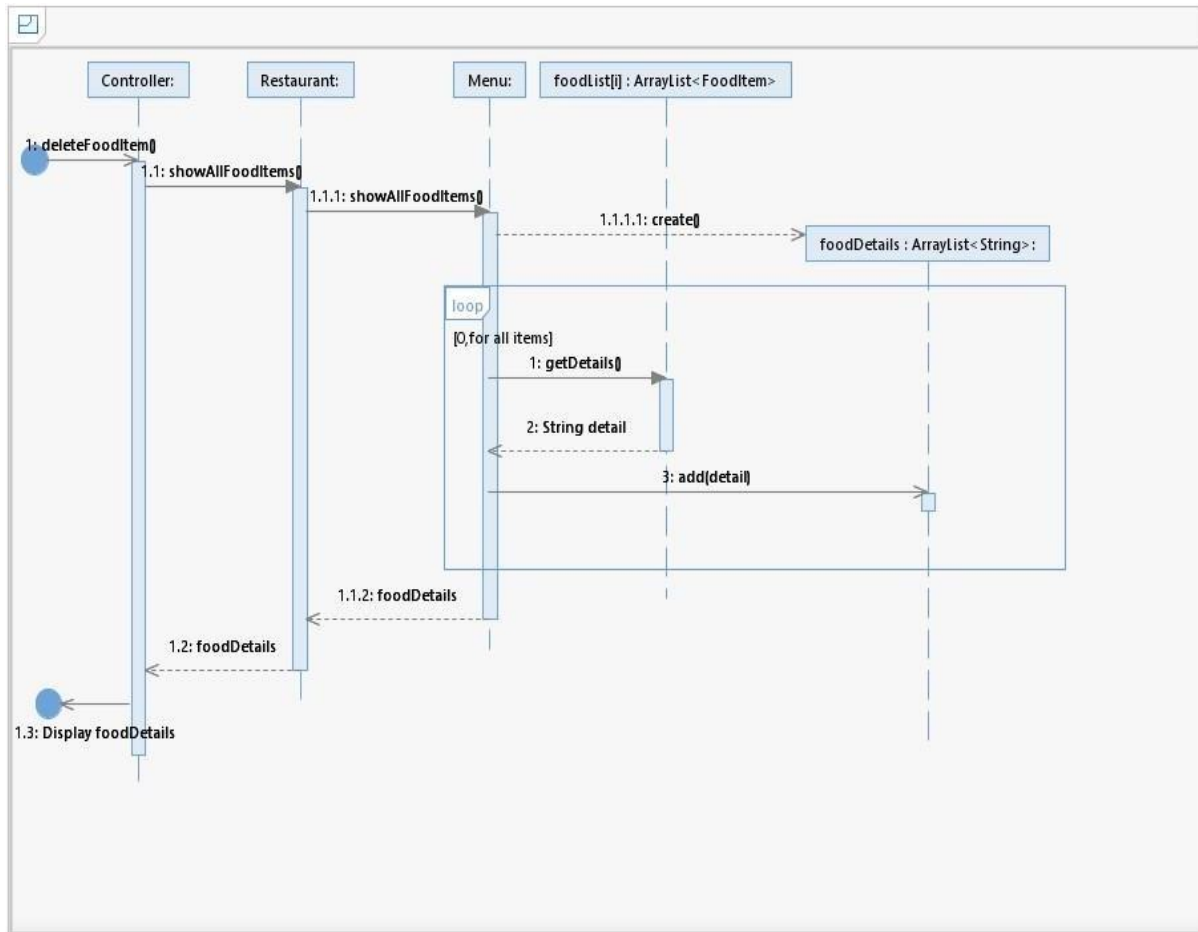 Controller:
Restaurant:
Menu:
foodList[i] : ArrayList<FoodItem>
1: deleteFoodItem()
1.1: showAllFoodItems()
1.1.1: showAllFoodItems()
1.1.1.1: create()
foodDetails : ArrayList<String>:
loop
[0,for all items]
1: getDetails()
2: String detail
3: add(detail)
1.1.2: foodDetails
1.2: foodDetails
1.3: Display foodDetails